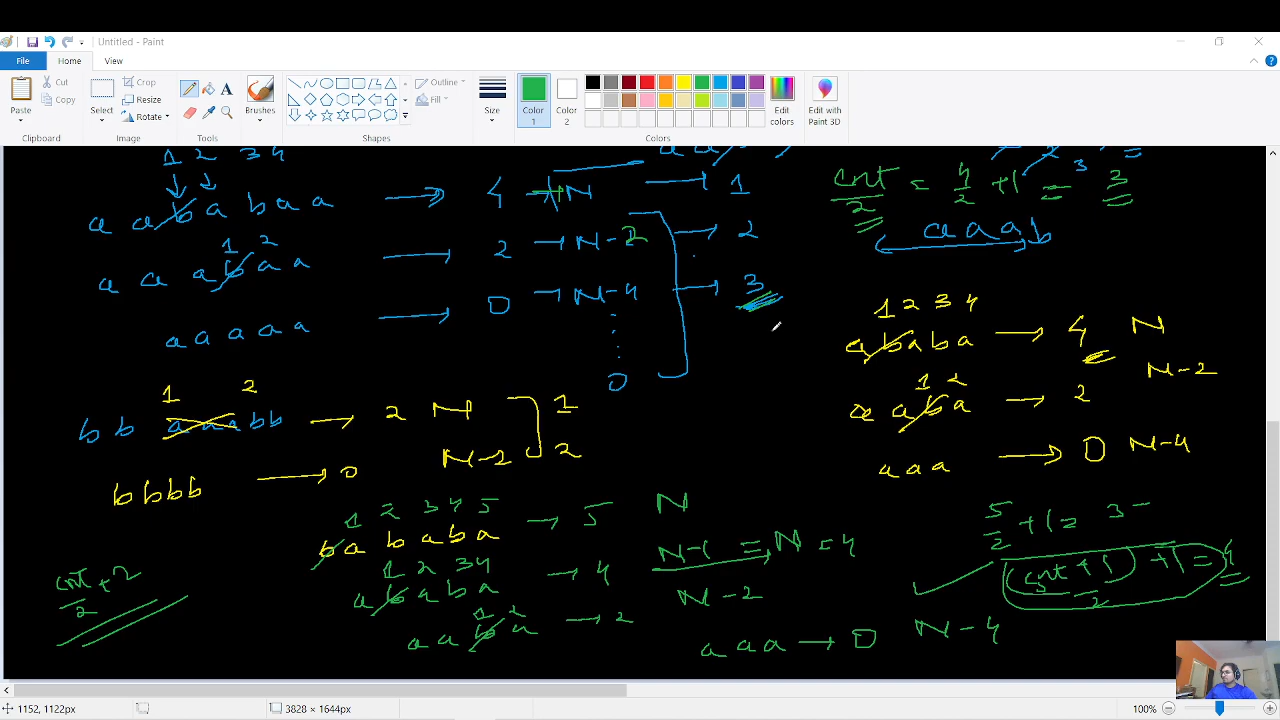 Untitled - Paint
File Home View
Paste Cut Copy Clipboard
Select Crop Resize Rotate Image
Tools
Brushes
Shapes Outline Fill
Size
Color 1 Color 2 Edit colors Colors
Edit with Paint 3D
1 2 3 4
a a b a b a a → 4 → N → 1
1 2
a a a b a a → 2 → N-2 → 2
a a a a a → 0 → N-4 → 3
0
cnt/2 = 4/2 + 1 = 3 3
a a a b
1 2 3 4
a b a b a → 4 N
N-2
1 2
a a b a → 2
a a a → 0 N-4
1 2
b b a a a b b → 2 N 1
N-2 2
b b b b → 0
1 2 3 4 5
b a b a b a → 5 N
N-1 = N = 4
1 2 3 4
a b a b a → 4
N-2
1 2
a a b a → 2
a a a → 0 N-4
5/2 + 1 = 3
(cnt + 1)/2 + 1 = 4
cnt + 2
2
1152, 1122px 3828 × 1644px 100%